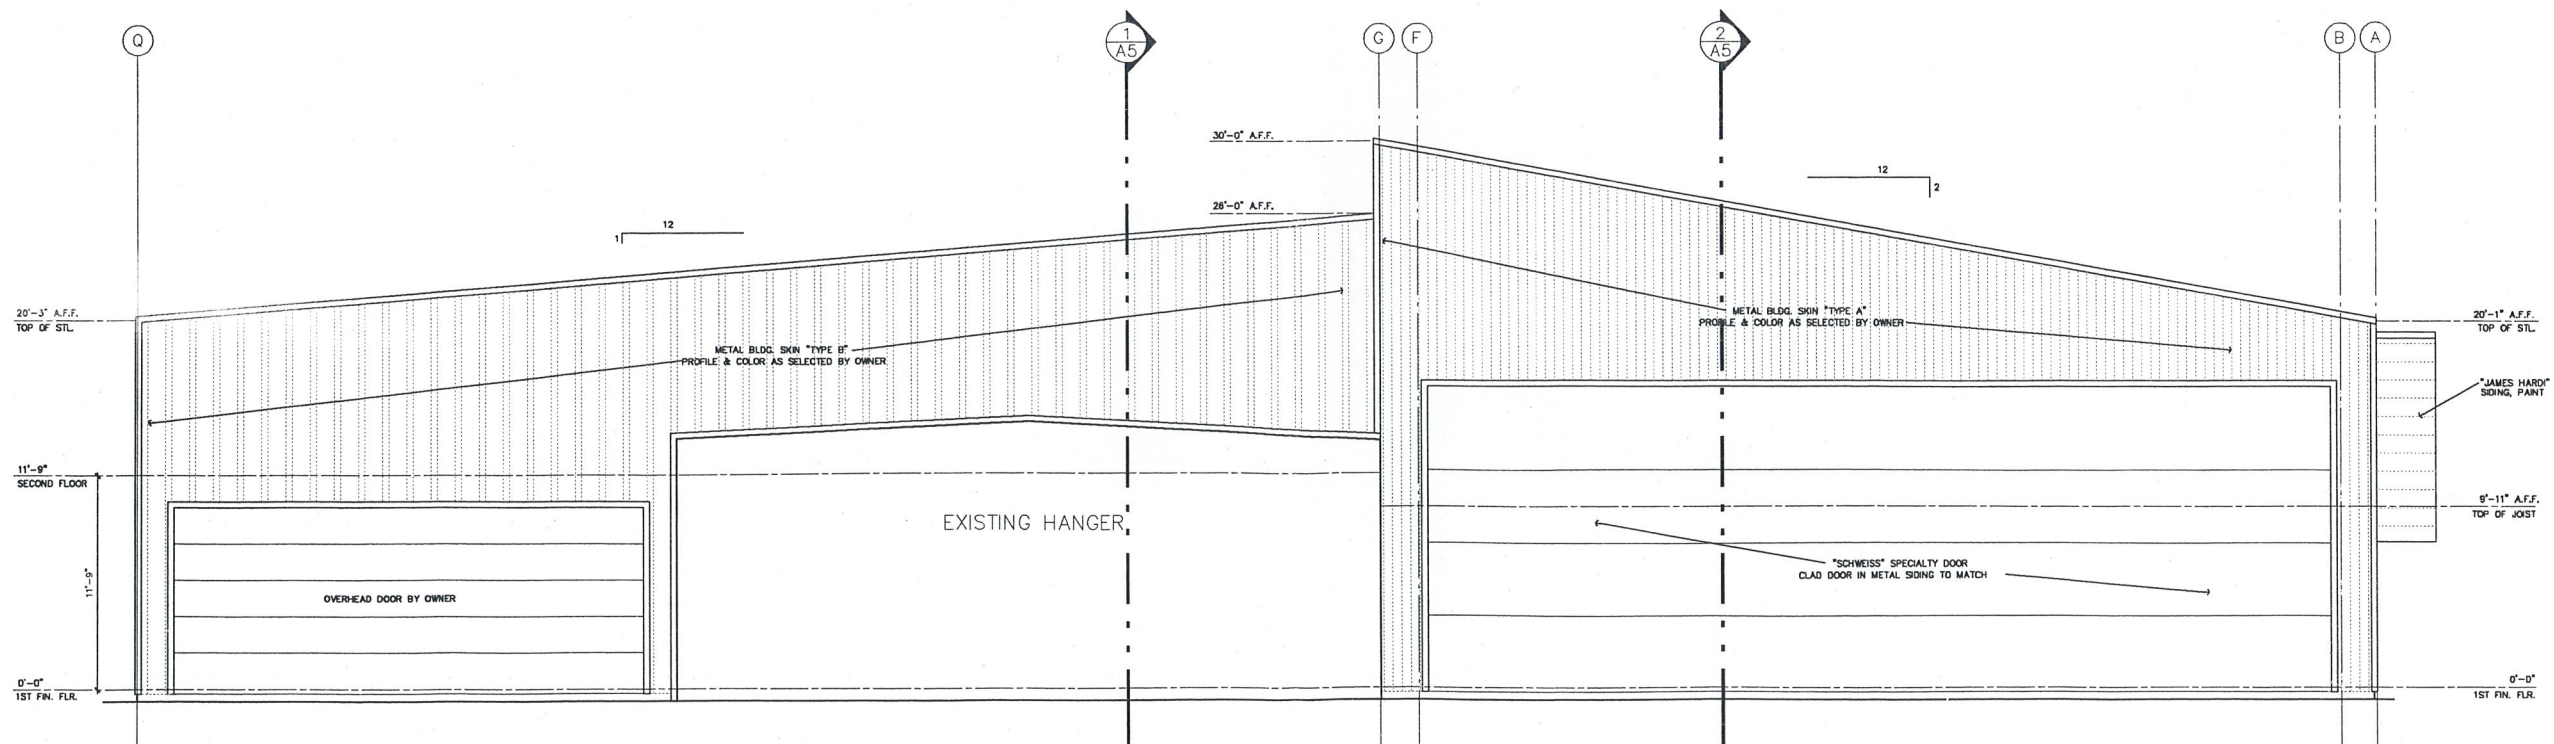 Q
1
A5
G
F
2
A5
B
A
30'-0" A.F.F.
26'-0" A.F.F.
12
1
12
2
20'-3" A.F.F.
TOP OF STL.
METAL BLDG. SKIN "TYPE B"
PROFILE & COLOR AS SELECTED BY OWNER
METAL BLDG. SKIN "TYPE A"
PROFILE & COLOR AS SELECTED BY OWNER
20'-1" A.F.F.
TOP OF STL.
"JAMES HARDI"
SIDING, PAINT
11'-9"
SECOND FLOOR
11'-9"
EXISTING HANGER
9'-11" A.F.F.
TOP OF JOIST
"SCHWEISS" SPECIALTY DOOR
CLAD DOOR IN METAL SIDING TO MATCH
OVERHEAD DOOR BY OWNER
0'-0"
1ST FIN. FLR.
0'-0"
1ST FIN. FLR.